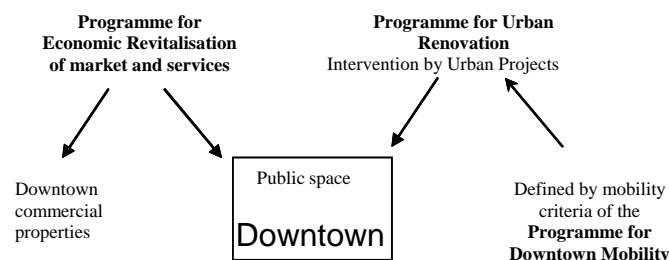 Programme for
Economic Revitalisation
of market and services
Programme for Urban
Renovation
Intervention by Urban Projects
Downtown
commercial
properties
Public space
Downtown
Defined by mobility
criteria of the
Programme for
Downtown Mobility